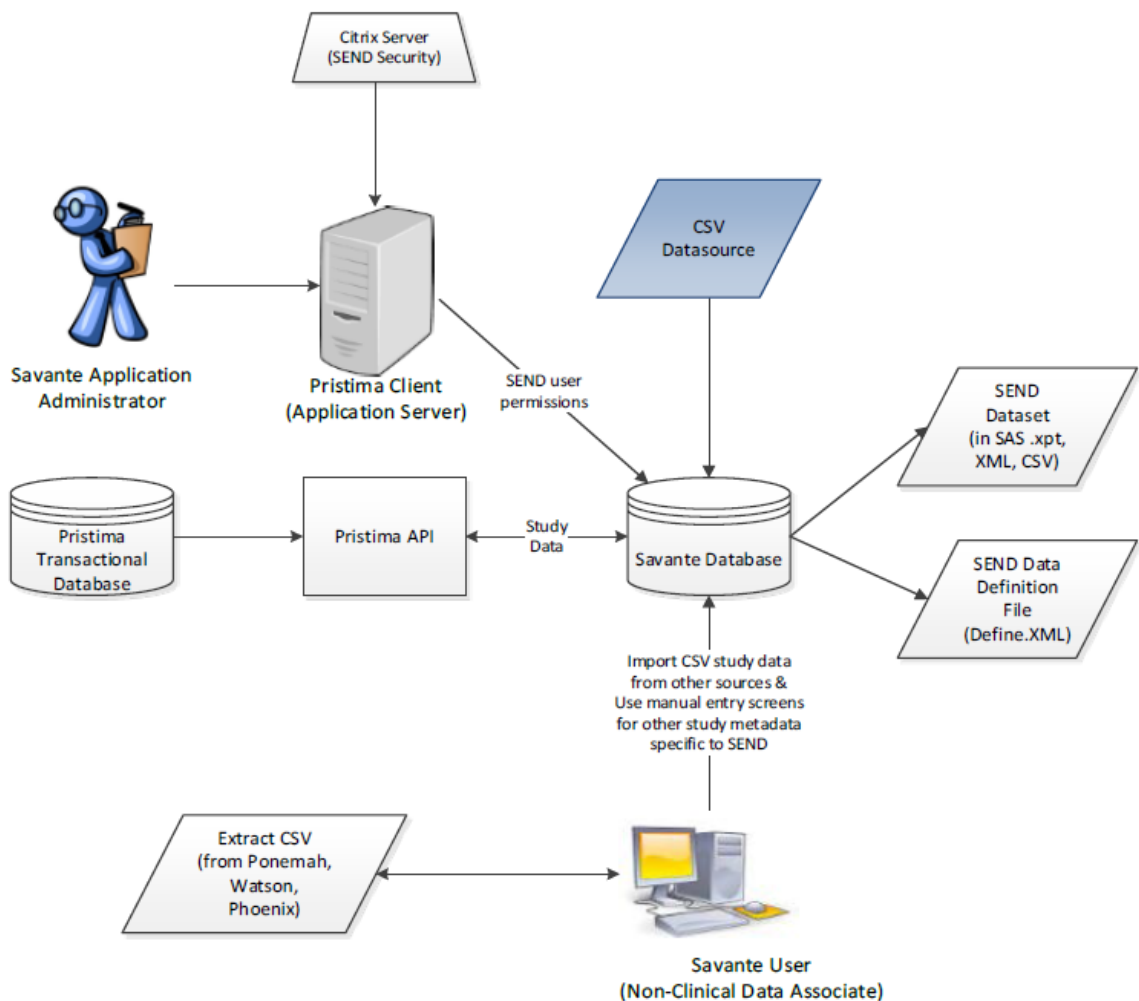 Citrix Server
(SEND Security)
CSV
Datasource
Savante Application
Administrator
Pristima Client
(Application Server)
SEND user
permissions
SEND
Dataset
(in SAS .xpt,
XML, CSV)
Pristima
Transactional
Database
Pristima API
Study
Data
Savante Database
SEND Data
Definition
File
(Define.XML)
Import CSV study data
from other sources &
Use manual entry screens
for other study metadata
specific to SEND
Extract CSV
(from Ponemah,
Watson,
Phoenix)
Savante User
(Non-Clinical Data Associate)